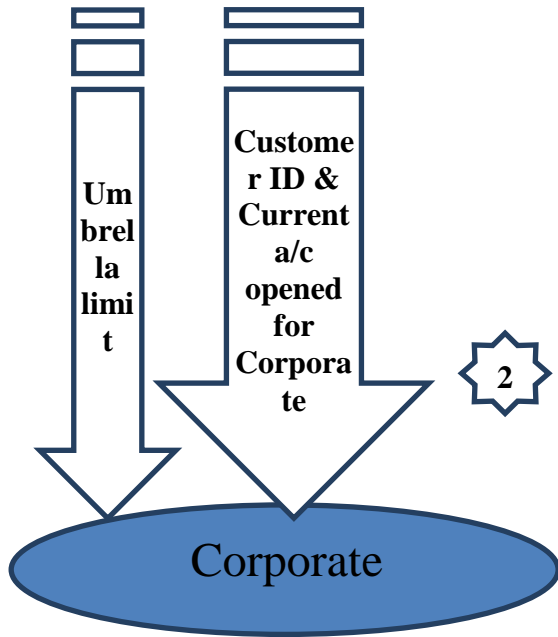 Um
brel
la
limi
t
Custome
r ID &
Current
a/c
opened
for
Corpora
te
2
Corporate